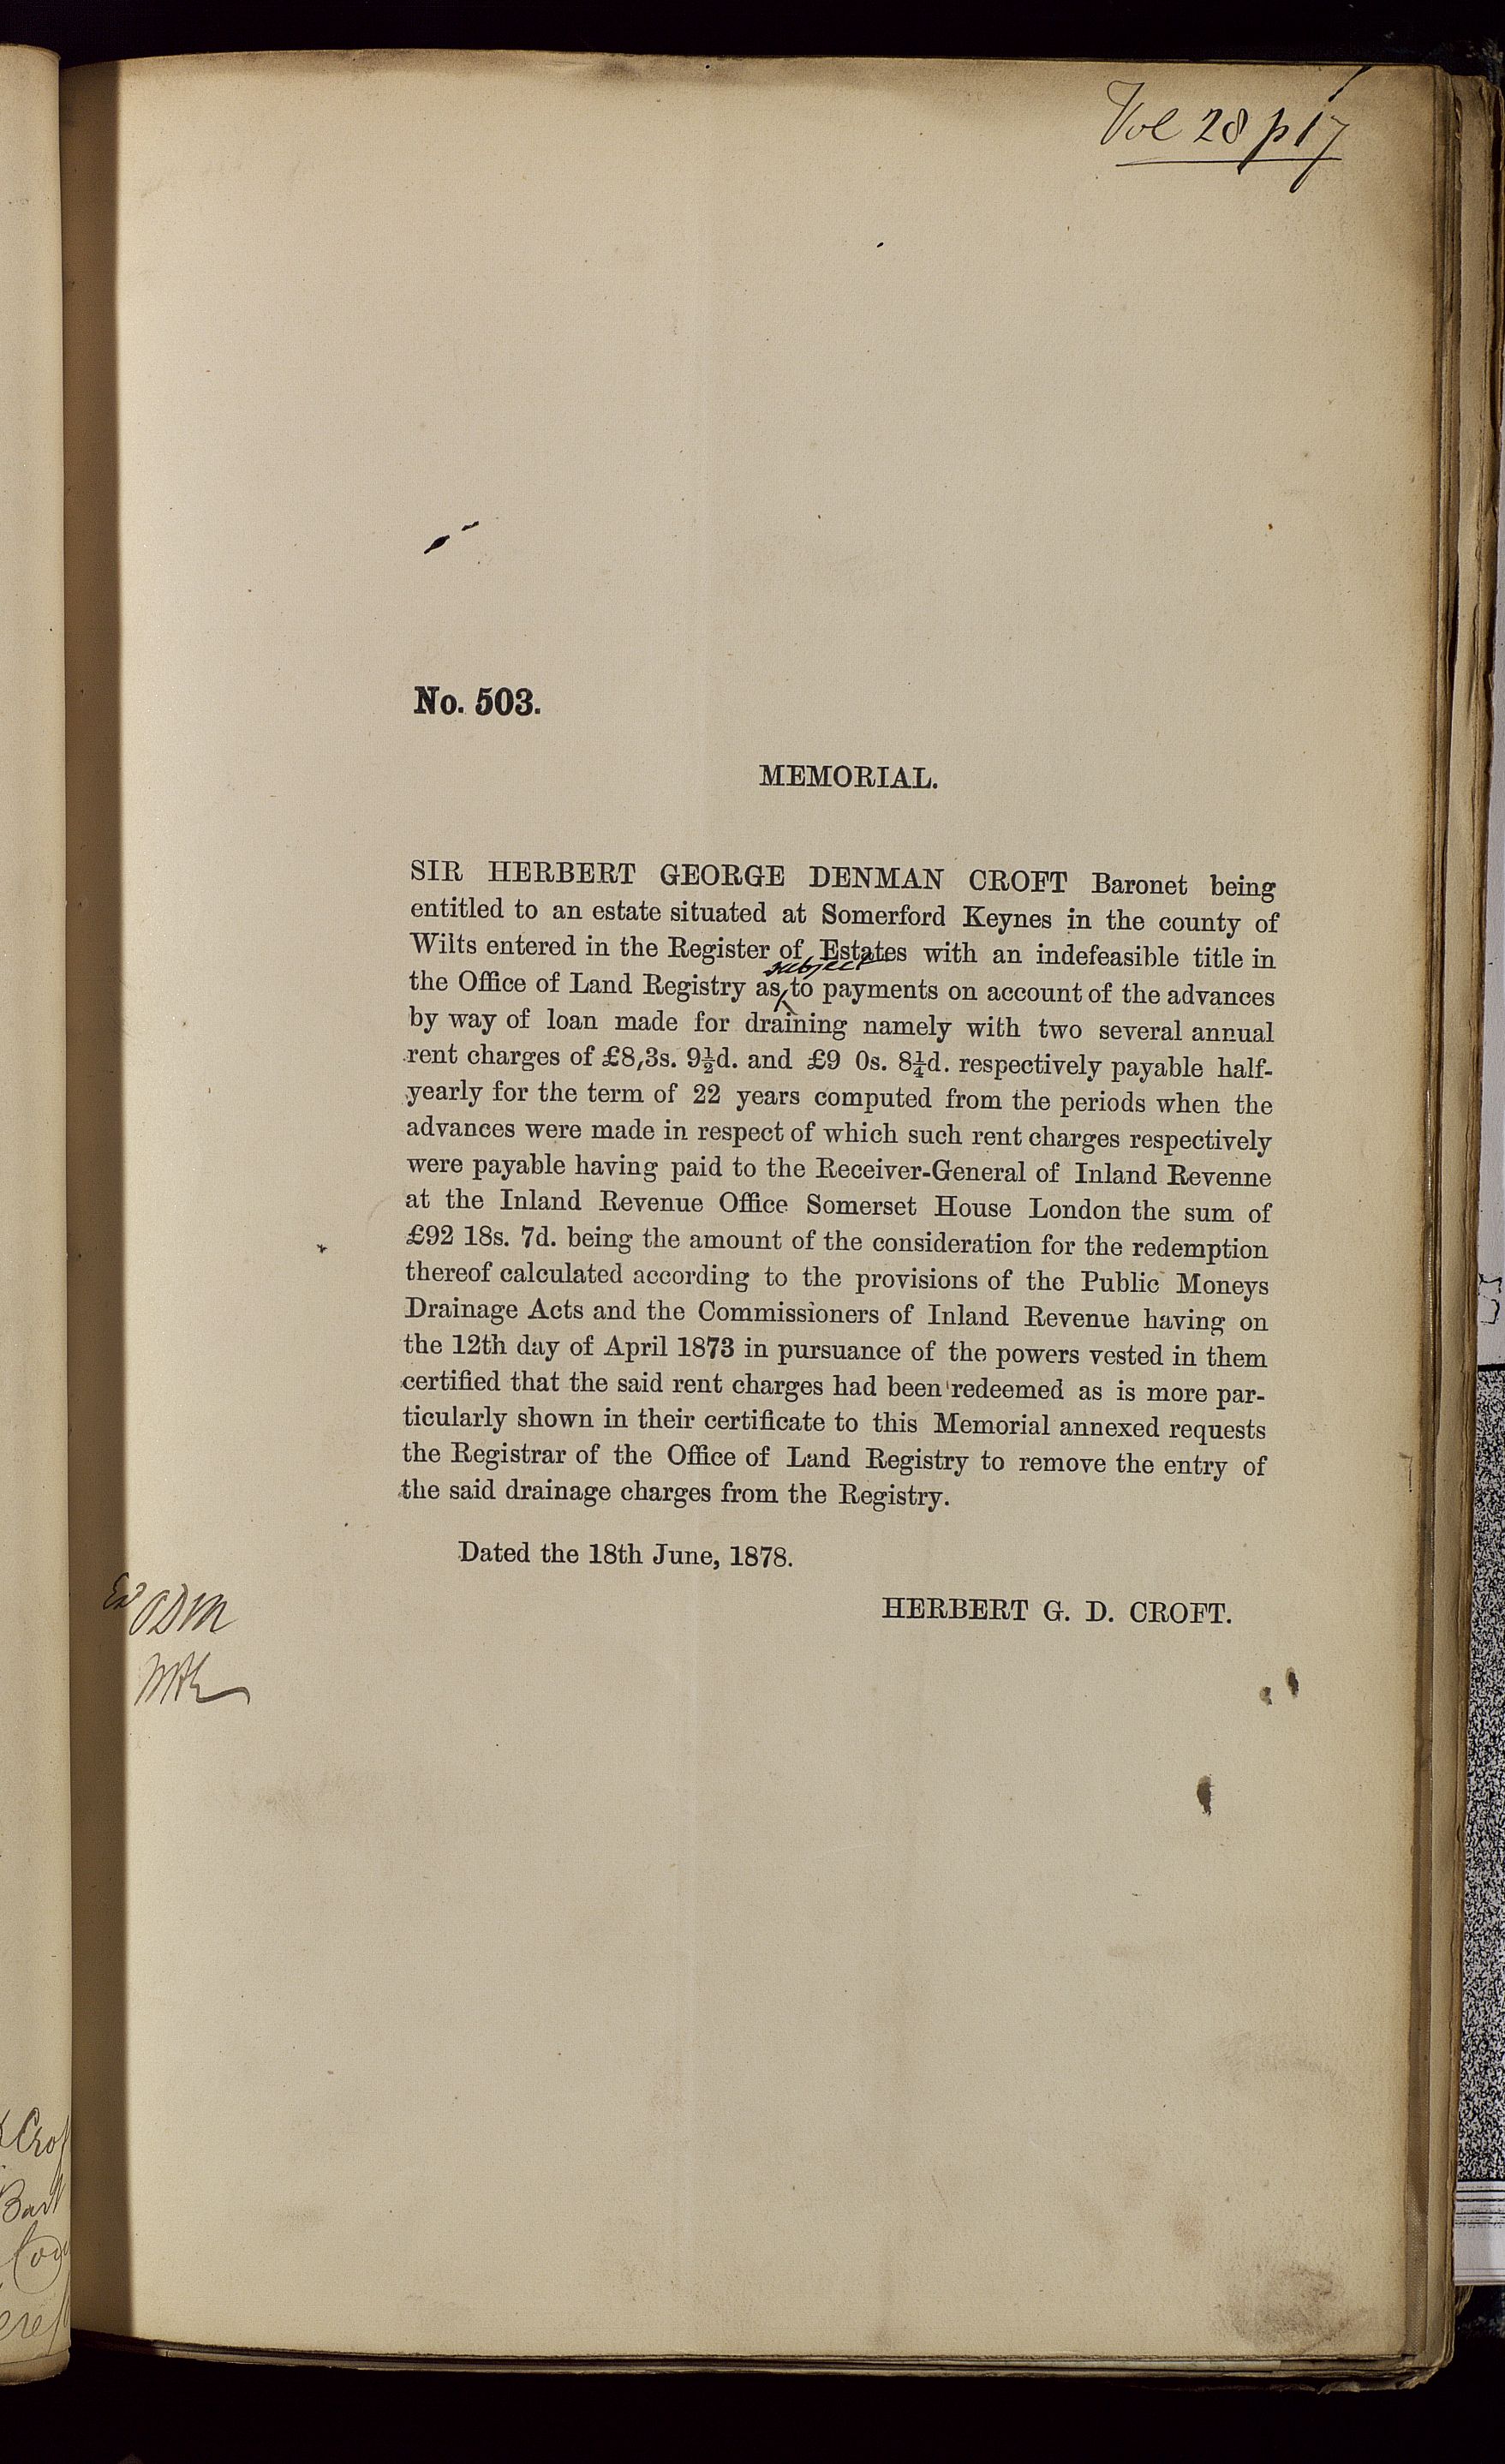 Vol 28 p 17
No. 503.
MEMORIAL.
SIR HERBERT GEORGE DENMAN CROFT Baronet being
entitled to an estate situated at Somerford Keynes in the county of
Wilts entered in the Register of Estates with an indefeasible title in
subject
the Office of Land Registry as to payments on account of the advances
by way of loan made for draining namely with two several annual
rent charges of £8,3s. 9½d. and £9 0s. 8¼d. respectively payable half-
yearly for the term of 22 years computed from the periods when the
advances were made in respect of which such rent charges respectively
were payable having paid to the Receiver-General of Inland Revenne
at the Inland Revenue Office Somerset House London the sum of
£92 18s. 7d. being the amount of the consideration for the redemption
thereof calculated according to the provisions of the Public Moneys
Drainage Acts and the Commissioners of Inland Revenue having on
the 12th day of April 1873 in pursuance of the powers vested in them
certified that the said rent charges had been redeemed as is more par-
ticularly shown in their certificate to this Memorial annexed requests
the Registrar of the Office of Land Registry to remove the entry of
the said drainage charges from the Registry.
Dated the 18th June, 1878.
HERBERT G. D. CROFT.
Bart